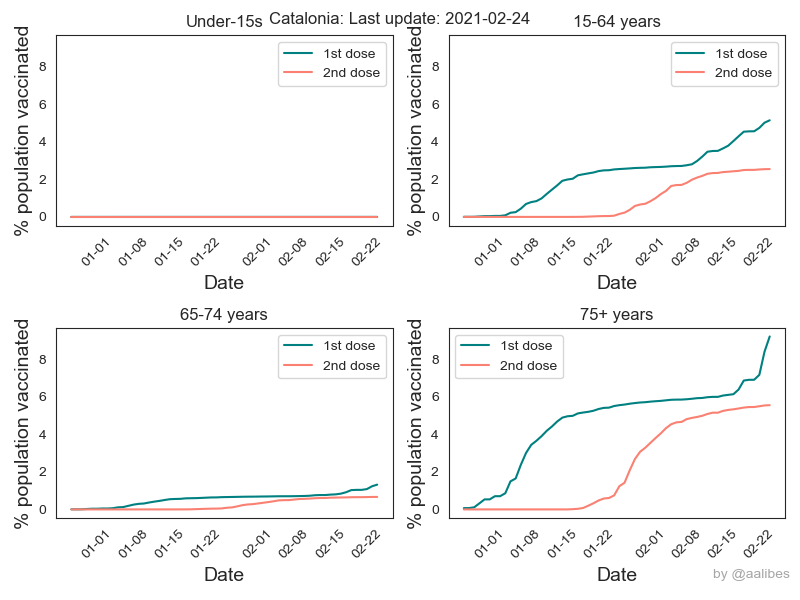 Catalonia: Last update: 2021-02-24
Under-15s
% population vaccinated
8
6
4
2
0
1st dose
2nd dose
01-01 01-08 01-15 01-22 02-01 02-08 02-15 02-22
Date
15-64 years
% population vaccinated
8
6
4
2
0
1st dose
2nd dose
01-01 01-08 01-15 01-22 02-01 02-08 02-15 02-22
Date
65-74 years
% population vaccinated
8
6
4
2
0
1st dose
2nd dose
01-01 01-08 01-15 01-22 02-01 02-08 02-15 02-22
Date
75+ years
% population vaccinated
8
6
4
2
0
1st dose
2nd dose
01-01 01-08 01-15 01-22 02-01 02-08 02-15 02-22
Date
by @aalibes